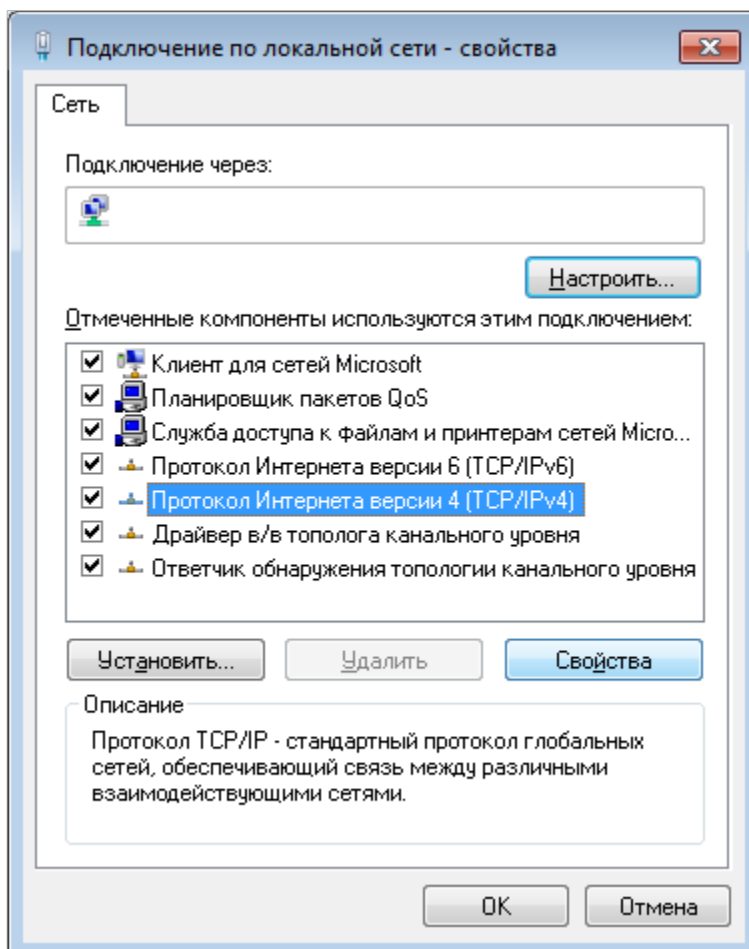 Подключение по локальной сети - свойства
Сеть
Подключение через:
Настроить...
Отмеченные компоненты используются этим подключением:
Клиент для сетей Microsoft
Планировщик пакетов QoS
Служба доступа к файлам и принтерам сетей Micro...
Протокол Интернета версии 6 (TCP/IPv6)
Протокол Интернета версии 4 (TCP/IPv4)
Драйвер в/в тополога канального уровня
Ответчик обнаружения топологии канального уровня
Установить...
Удалить
Свойства
Описание
Протокол TCP/IP - стандартный протокол глобальных
сетей, обеспечивающий связь между различными
взаимодействующими сетями.
OK
Отмена